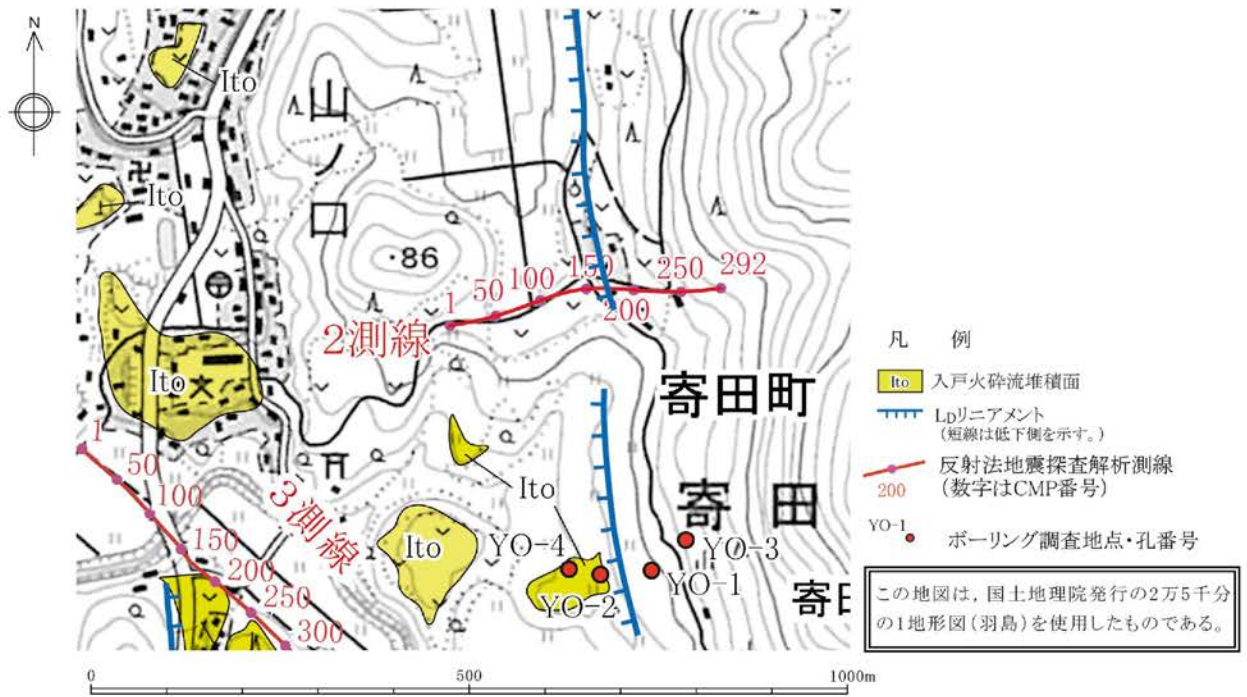 N
Ito
山ノ口
Ito
・86
1
50
100
150
200
250
292
2測線
Ito
寄田町
1
50
100
150
200
250
300
3測線
Ito
Ito
寄田
YO-4
YO-2
YO-3
YO-1
寄田
0 500 1000m
凡 例
Ito 入戸火砕流堆積面
LDリニアメント
(短線は低下側を示す。)
反射法地震探査解析測線
200 (数字はCMP番号)
YO-1 ボーリング調査地点・孔番号
この地図は，国土地理院発行の2万5千分
の1地形図(羽島)を使用したものである。